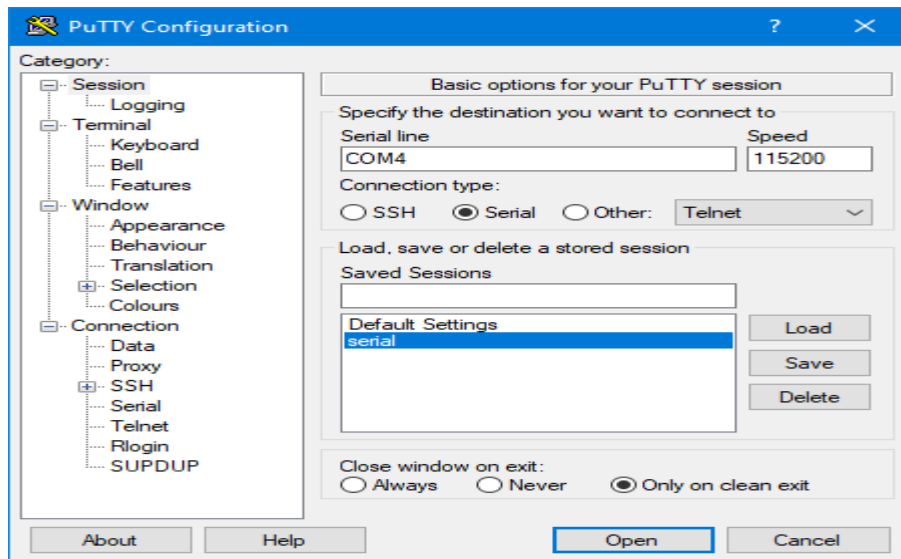 PuTTY Configuration
? ×
Category:
Session
Logging
Terminal
Keyboard
Bell
Features
Window
Appearance
Behaviour
Translation
Selection
Colours
Connection
Data
Proxy
SSH
Serial
Telnet
Rlogin
SUPDUP
Basic options for your PuTTY session
Specify the destination you want to connect to
Serial line Speed
COM4 115200
Connection type:
SSH Serial Other: Telnet
Load, save or delete a stored session
Saved Sessions
Default Settings
serial
Load
Save
Delete
Close window on exit:
Always Never Only on clean exit
About Help Open Cancel